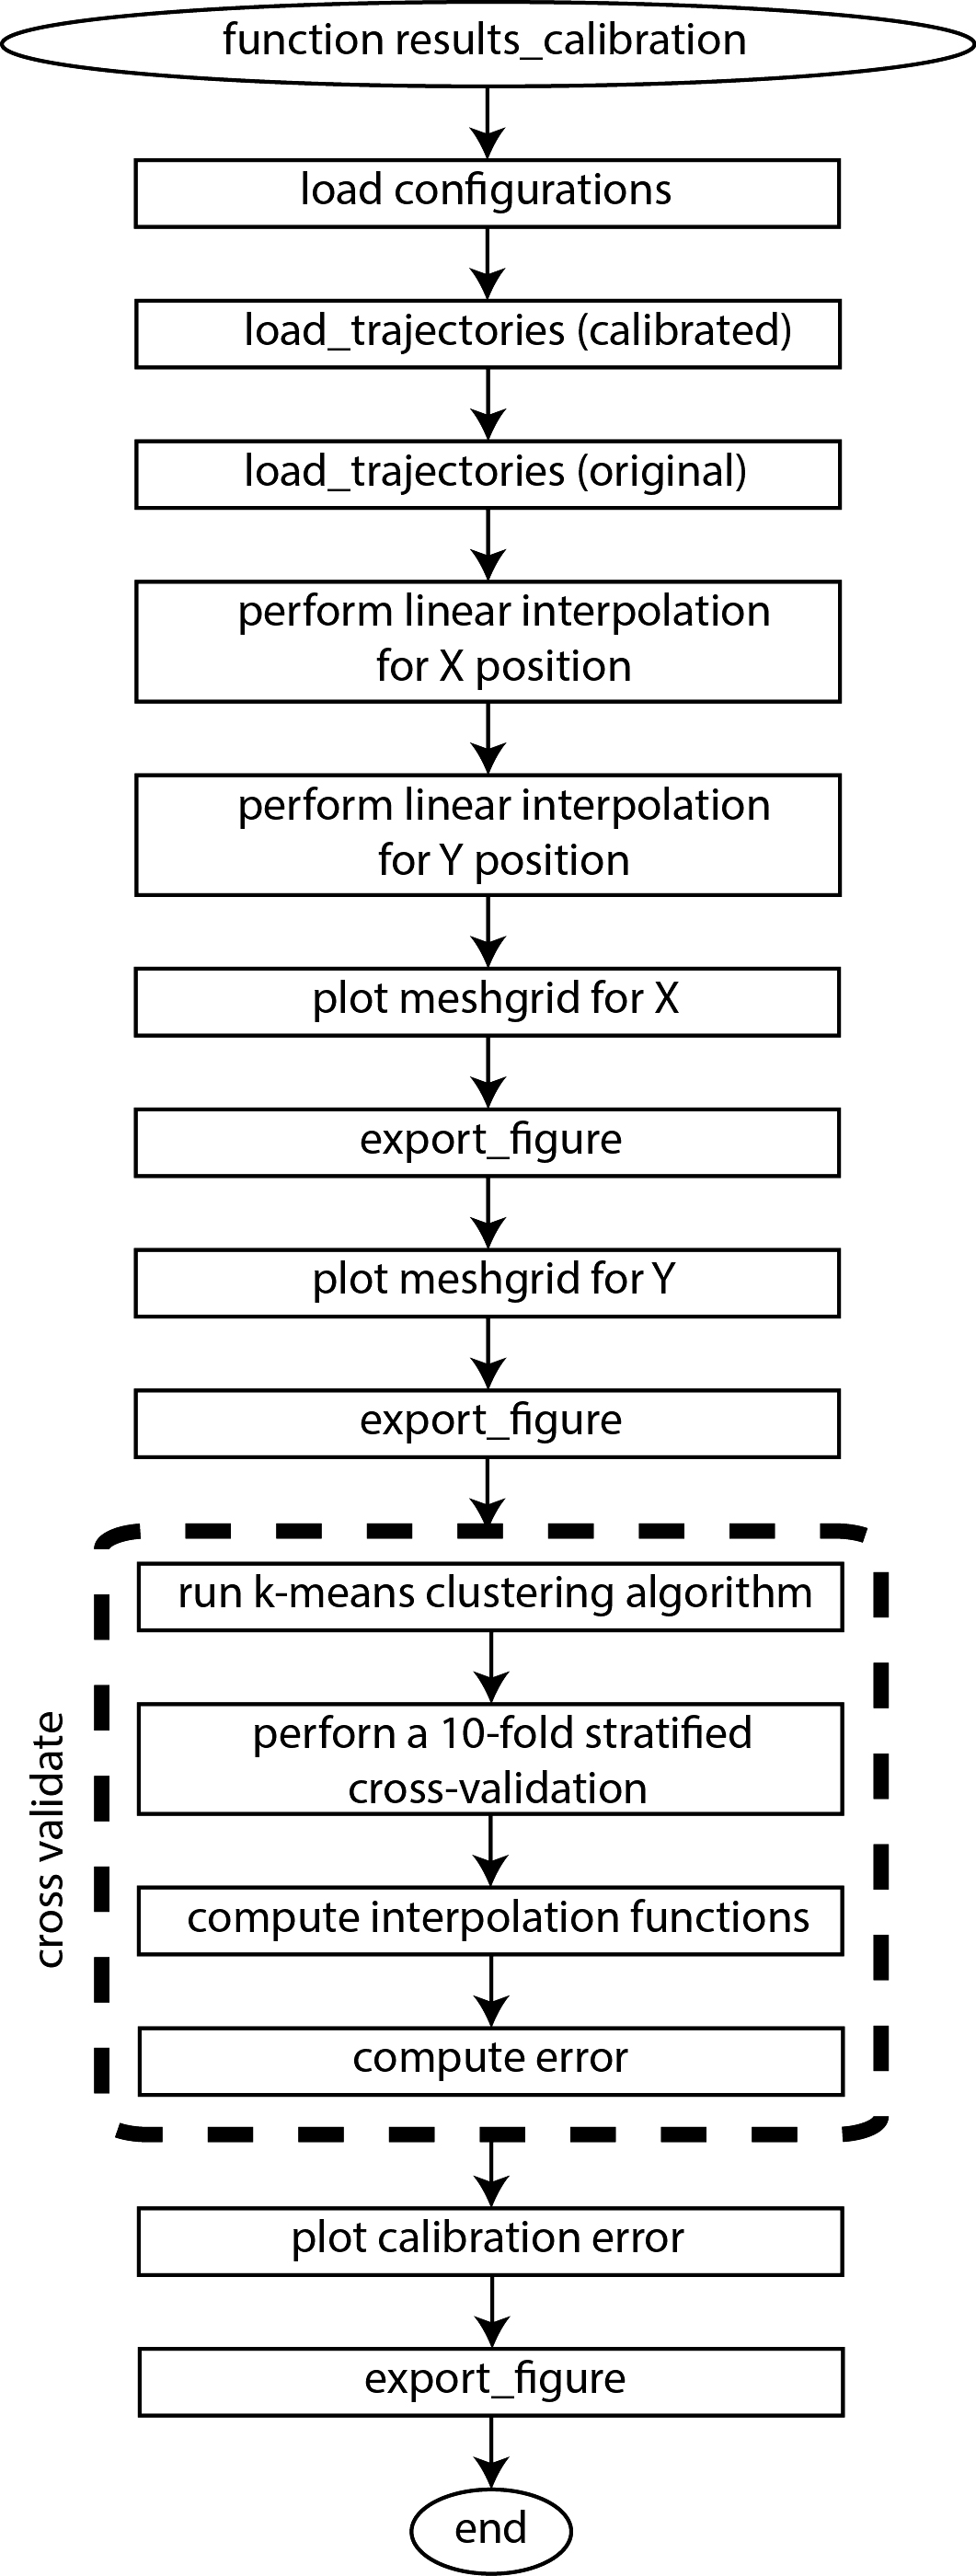 function results_calibration
load configurations
load_trajectories (calibrated)
load_trajectories (original)
perform linear interpolation
for X position
perform linear interpolation
for Y position
plot meshgrid for X
export_figure
plot meshgrid for Y
export_figure
cross validate
run k-means clustering algorithm
perforn a 10-fold stratified
cross-validation
compute interpolation functions
compute error
plot calibration error
export_figure
end